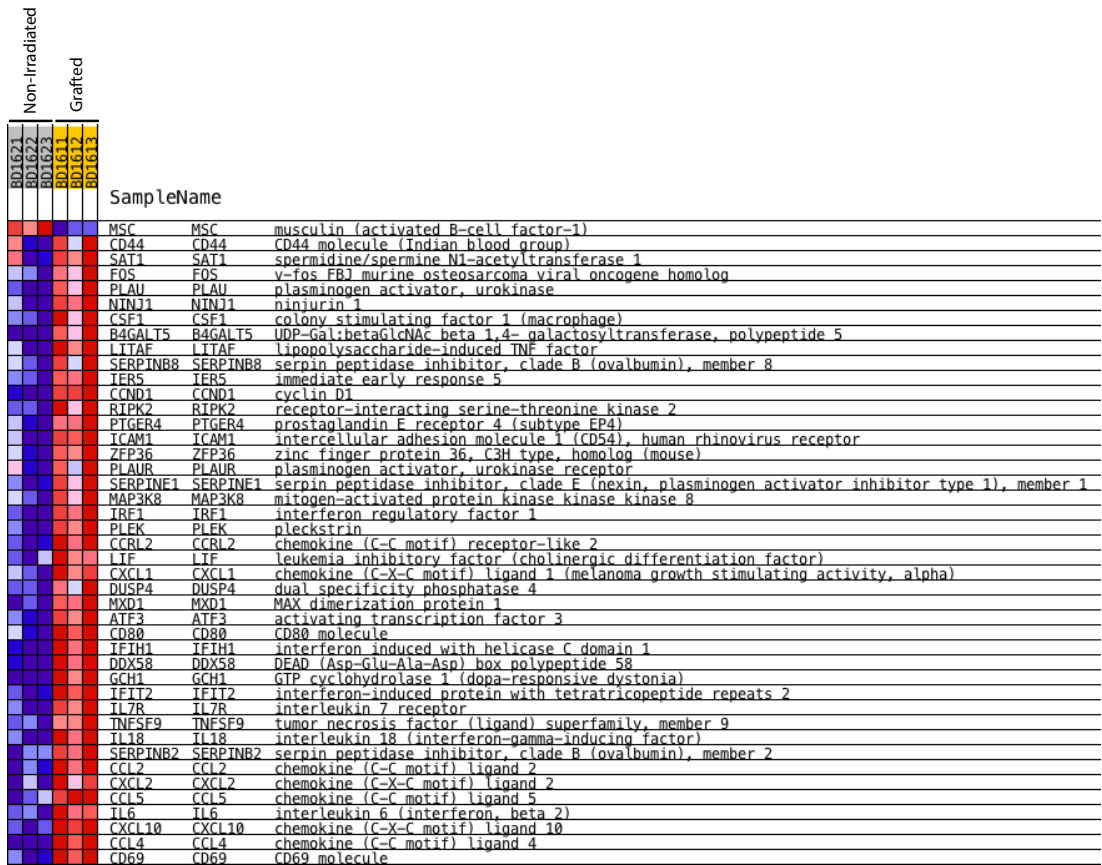 Non-Irradiated
Grafted
BD1621 BD1622 BD1623 BD1611 BD1612 BD1613
SampleName
MSC MSC musculin (activated B-cell factor-1)
CD44 CD44 CD44 molecule (Indian blood group)
SAT1 SAT1 spermidine/spermine N1-acetyltransferase 1
FOS FOS v-fos FBJ murine osteosarcoma viral oncogene homolog
PLAU PLAU plasminogen activator, urokinase
NINJ1 NINJ1 ninjurin 1
CSF1 CSF1 colony stimulating factor 1 (macrophage)
B4GALT5 B4GALT5 UDP-Gal:betaGlcNAc beta 1,4- galactosyltransferase, polypeptide 5
LITAF LITAF lipopolysaccharide-induced TNF factor
SERPINB8 SERPINB8 serpin peptidase inhibitor, clade B (ovalbumin), member 8
IER5 IER5 immediate early response 5
CCND1 CCND1 cyclin D1
RIPK2 RIPK2 receptor-interacting serine-threonine kinase 2
PTGER4 PTGER4 prostaglandin E receptor 4 (subtype EP4)
ICAM1 ICAM1 intercellular adhesion molecule 1 (CD54), human rhinovirus receptor
ZFP36 ZFP36 zinc finger protein 36, C3H type, homolog (mouse)
PLAUR PLAUR plasminogen activator, urokinase receptor
SERPINE1 SERPINE1 serpin peptidase inhibitor, clade E (nexin, plasminogen activator inhibitor type 1), member 1
MAP3K8 MAP3K8 mitogen-activated protein kinase kinase kinase 8
IRF1 IRF1 interferon regulatory factor 1
PLEK PLEK pleckstrin
CCRL2 CCRL2 chemokine (C-C motif) receptor-like 2
LIF LIF leukemia inhibitory factor (cholinergic differentiation factor)
CXCL1 CXCL1 chemokine (C-X-C motif) ligand 1 (melanoma growth stimulating activity, alpha)
DUSP4 DUSP4 dual specificity phosphatase 4
MXD1 MXD1 MAX dimerization protein 1
ATF3 ATF3 activating transcription factor 3
CD80 CD80 CD80 molecule
IFIH1 IFIH1 interferon induced with helicase C domain 1
DDX58 DDX58 DEAD (Asp-Glu-Ala-Asp) box polypeptide 58
GCH1 GCH1 GTP cyclohydrolase 1 (dopa-responsive dystonia)
IFIT2 IFIT2 interferon-induced protein with tetratricopeptide repeats 2
IL7R IL7R interleukin 7 receptor
TNFSF9 TNFSF9 tumor necrosis factor (ligand) superfamily, member 9
IL18 IL18 interleukin 18 (interferon-gamma-inducing factor)
SERPINB2 SERPINB2 serpin peptidase inhibitor, clade B (ovalbumin), member 2
CCL2 CCL2 chemokine (C-C motif) ligand 2
CXCL2 CXCL2 chemokine (C-X-C motif) ligand 2
CCL5 CCL5 chemokine (C-C motif) ligand 5
IL6 IL6 interleukin 6 (interferon, beta 2)
CXCL10 CXCL10 chemokine (C-X-C motif) ligand 10
CCL4 CCL4 chemokine (C-C motif) ligand 4
CD69 CD69 CD69 molecule